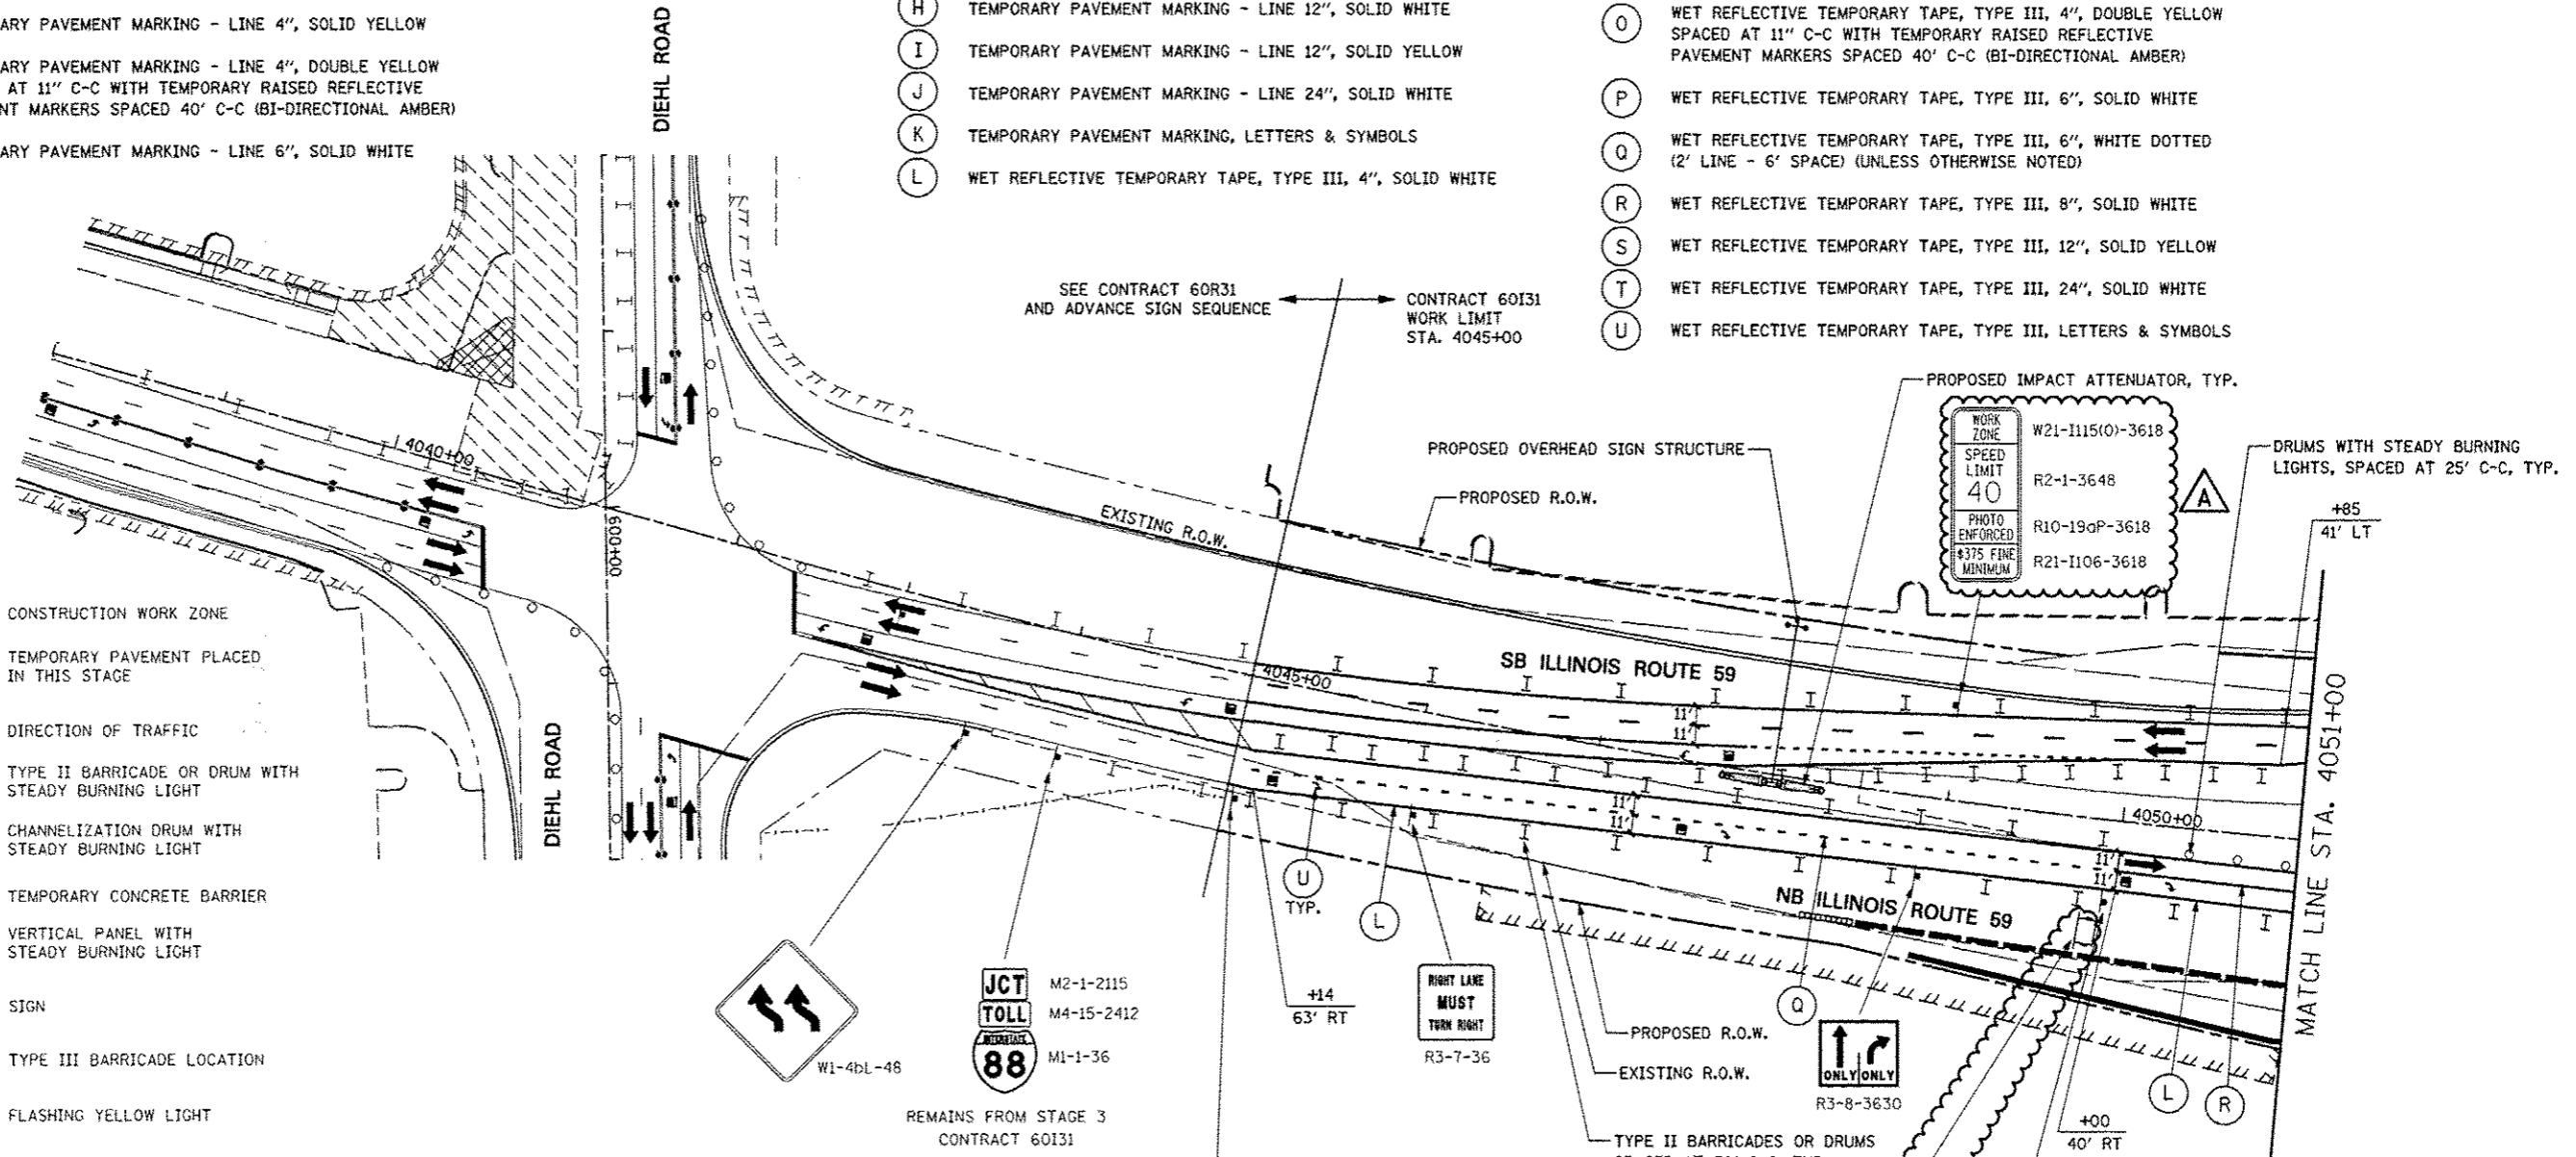 ARY PAVEMENT MARKING - LINE 4", SOLID YELLOW
ARY PAVEMENT MARKING - LINE 4", DOUBLE YELLOW
AT 11" C-C WITH TEMPORARY RAISED REFLECTIVE
NT MARKERS SPACED 40' C-C (BI-DIRECTIONAL AMBER)
ARY PAVEMENT MARKING - LINE 6", SOLID WHITE
DIEHL ROAD
H TEMPORARY PAVEMENT MARKING - LINE 12", SOLID WHITE
I TEMPORARY PAVEMENT MARKING - LINE 12", SOLID YELLOW
J TEMPORARY PAVEMENT MARKING - LINE 24", SOLID WHITE
K TEMPORARY PAVEMENT MARKING, LETTERS & SYMBOLS
L WET REFLECTIVE TEMPORARY TAPE, TYPE III, 4", SOLID WHITE
O WET REFLECTIVE TEMPORARY TAPE, TYPE III, 4", DOUBLE YELLOW
SPACED AT 11" C-C WITH TEMPORARY RAISED REFLECTIVE
PAVEMENT MARKERS SPACED 40' C-C (BI-DIRECTIONAL AMBER)
P WET REFLECTIVE TEMPORARY TAPE, TYPE III, 6", SOLID WHITE
Q WET REFLECTIVE TEMPORARY TAPE, TYPE III, 6", WHITE DOTTED
(2' LINE - 6' SPACE) (UNLESS OTHERWISE NOTED)
R WET REFLECTIVE TEMPORARY TAPE, TYPE III, 8", SOLID WHITE
S WET REFLECTIVE TEMPORARY TAPE, TYPE III, 12", SOLID YELLOW
T WET REFLECTIVE TEMPORARY TAPE, TYPE III, 24", SOLID WHITE
U WET REFLECTIVE TEMPORARY TAPE, TYPE III, LETTERS & SYMBOLS
SEE CONTRACT 60R31
AND ADVANCE SIGN SEQUENCE
CONTRACT 60I31
WORK LIMIT
STA. 4045+00
PROPOSED IMPACT ATTENUATOR, TYP.
WORK
ZONE
W21-I115(O)-3618
SPEED
LIMIT
40
R2-1-3648
PHOTO
ENFORCED
R10-19aP-3618
$375 FINE
MINIMUM
R21-I106-3618
A
DRUMS WITH STEADY BURNING
LIGHTS, SPACED AT 25' C-C, TYP.
+85
41' LT
PROPOSED OVERHEAD SIGN STRUCTURE
PROPOSED R.O.W.
EXISTING R.O.W.
4040+00
6009+00
4045+00
SB ILLINOIS ROUTE 59
11'
11'
4050+00
11'
11'
11'
11'
NB ILLINOIS ROUTE 59
MATCH LINE STA. 4051+00
CONSTRUCTION WORK ZONE
TEMPORARY PAVEMENT PLACED
IN THIS STAGE
DIRECTION OF TRAFFIC
TYPE II BARRICADE OR DRUM WITH
STEADY BURNING LIGHT
CHANNELIZATION DRUM WITH
STEADY BURNING LIGHT
TEMPORARY CONCRETE BARRIER
VERTICAL PANEL WITH
STEADY BURNING LIGHT
SIGN
TYPE III BARRICADE LOCATION
FLASHING YELLOW LIGHT
DIEHL ROAD
W1-4bL-48
JCT
M2-1-2115
TOLL
M4-15-2412
INTERSTATE
88
M1-1-36
REMAINS FROM STAGE 3
CONTRACT 60I31
U
TYP.
L
+14
63' RT
RIGHT LANE
MUST
TURN RIGHT
R3-7-36
PROPOSED R.O.W.
EXISTING R.O.W.
Q
ONLY ONLY
R3-8-3630
L
R
+00
40' RT
TYPE II BARRICADES OR DRUMS